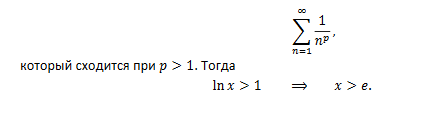 ∑_{n=1}^{∞} 1/n^p,
который сходится при p > 1. Тогда
ln x > 1 ⟹ x > e.